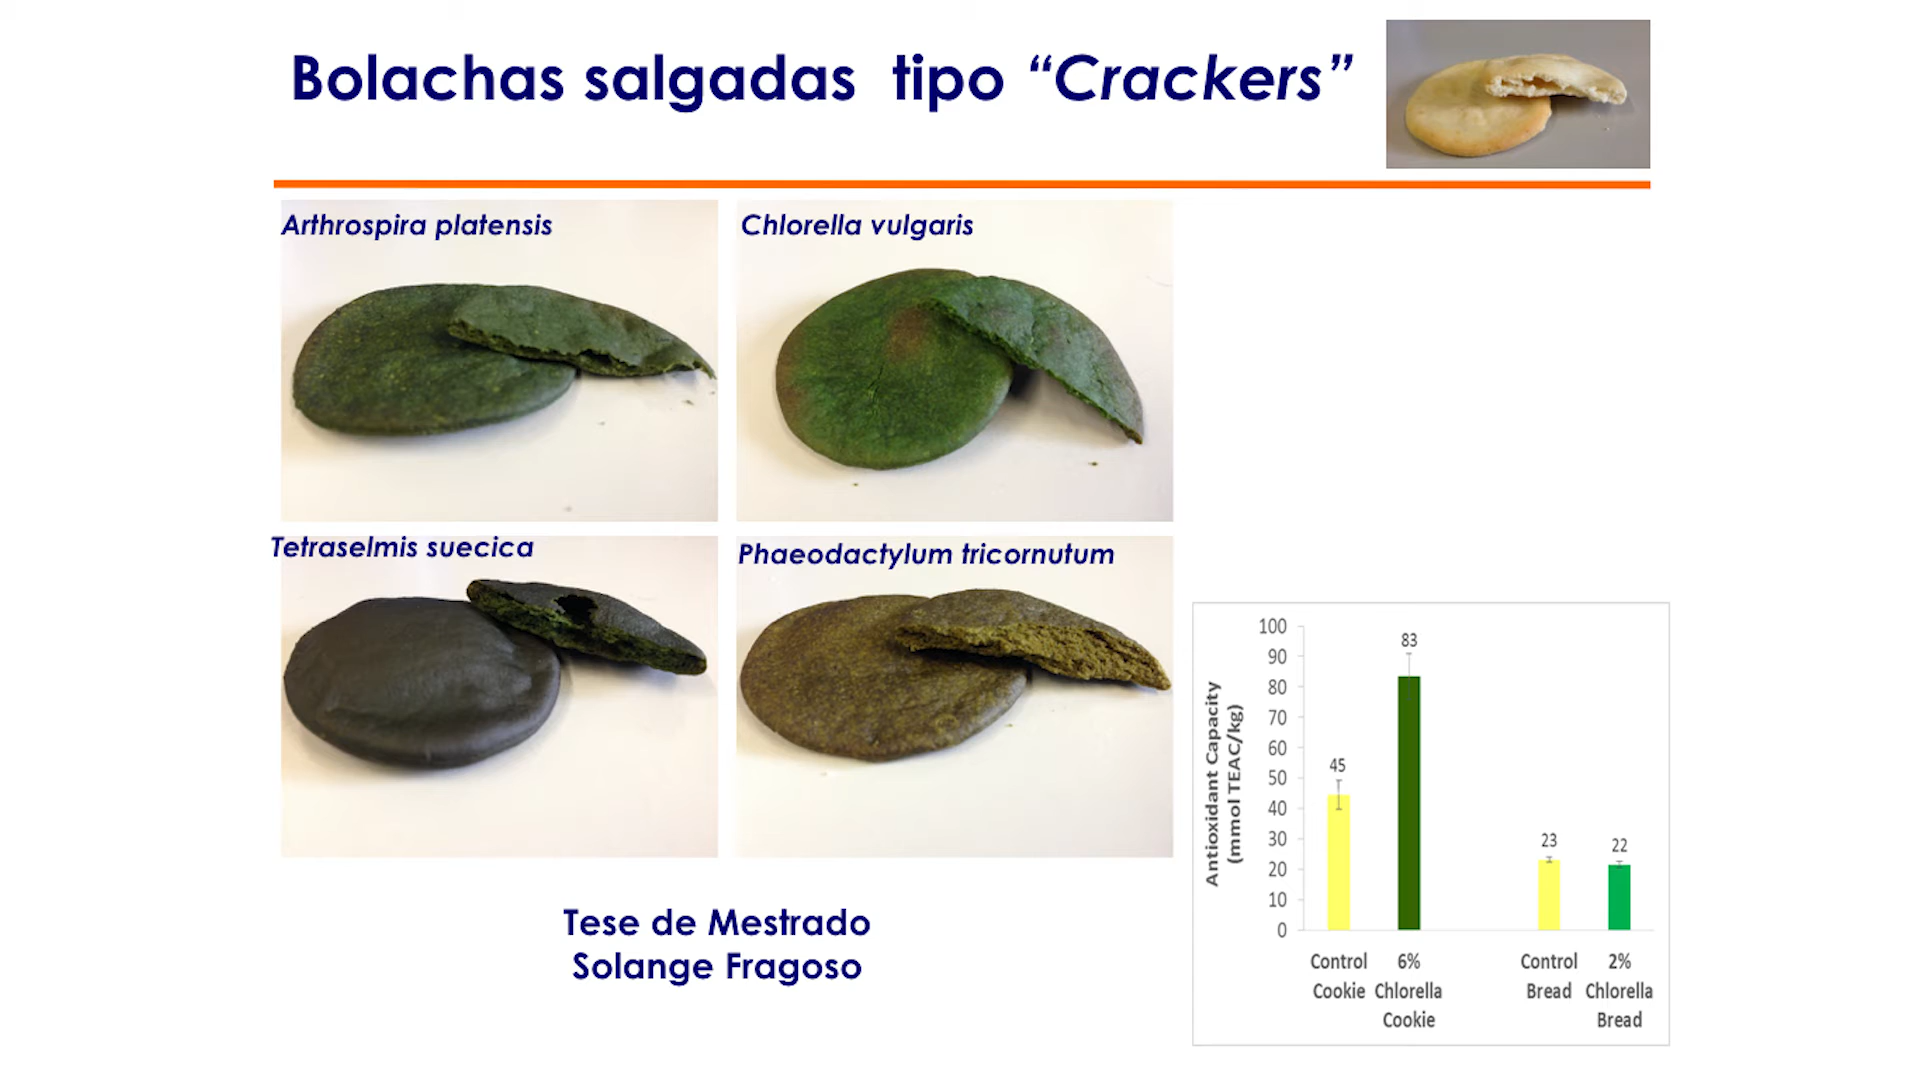 Bolachas salgadas tipo “Crackers”
Arthrospira platensis
Chlorella vulgaris
Tetraselmis suecica
Phaeodactylum tricornutum
Tese de Mestrado
Solange Fragoso
Antioxidant Capacity
(mmol TEAC/kg)
100
90
80
70
60
50
40
30
20
10
0
45
83
23
22
Control
Cookie
6%
Chlorella
Cookie
Control
Bread
2%
Chlorella
Bread